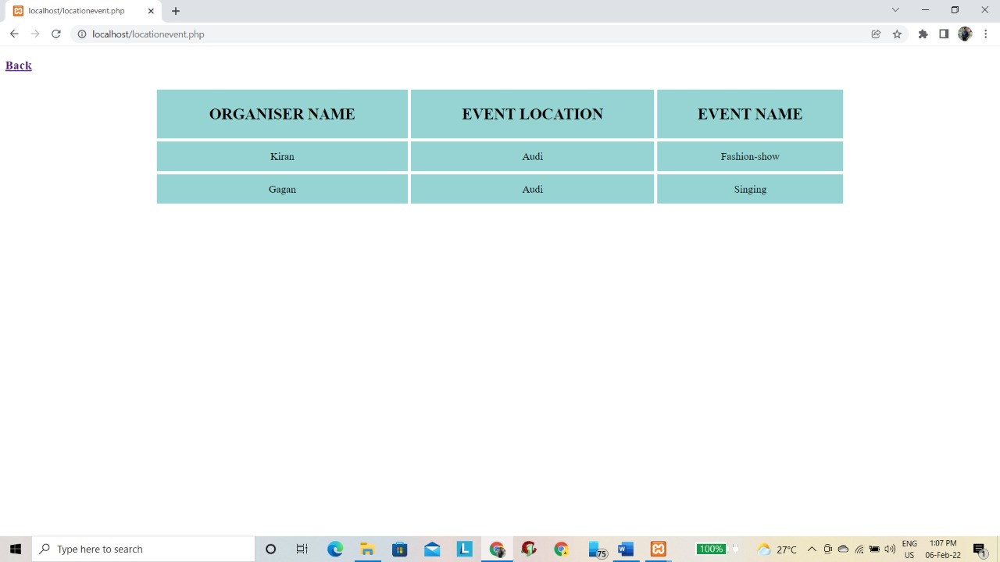 localhost/locationevent.php
localhost/locationevent.php
Back
ORGANISER NAME EVENT LOCATION EVENT NAME
Kiran Audi Fashion-show
Gagan Audi Singing
Type here to search
L
75
W
100%
27°C
ENG
US
1:07 PM
06-Feb-22
1